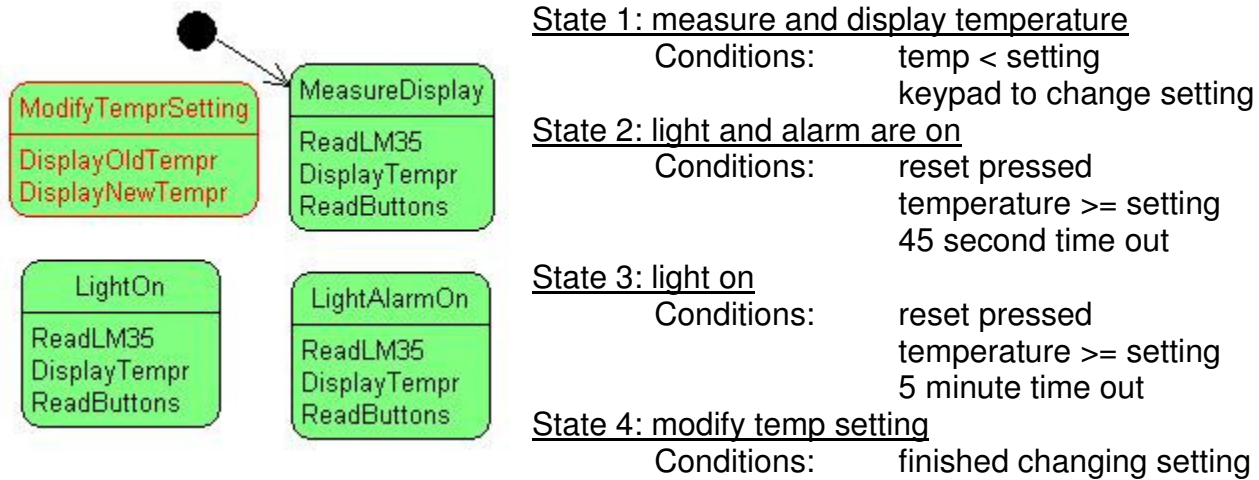 ModifyTemprSetting
DisplayOldTempr
DisplayNewTempr
MeasureDisplay
ReadLM35
DisplayTempr
ReadButtons
LightOn
ReadLM35
DisplayTempr
ReadButtons
LightAlarmOn
ReadLM35
DisplayTempr
ReadButtons
State 1: measure and display temperature
Conditions: temp < setting
keypad to change setting
State 2: light and alarm are on
Conditions: reset pressed
temperature >= setting
45 second time out
State 3: light on
Conditions: reset pressed
temperature >= setting
5 minute time out
State 4: modify temp setting
Conditions: finished changing setting